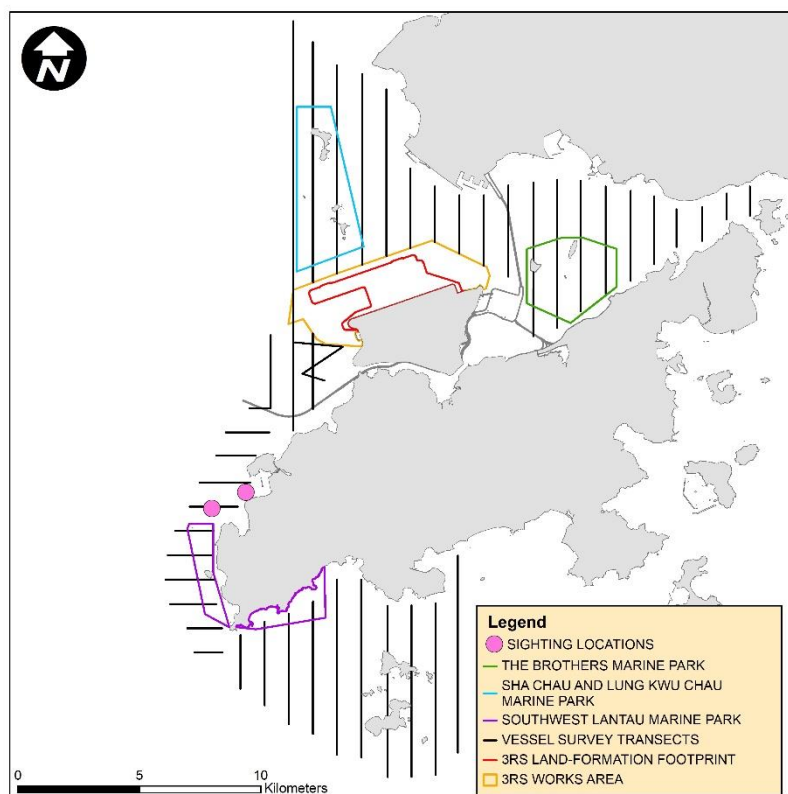 N
Legend
SIGHTING LOCATIONS
THE BROTHERS MARINE PARK
SHA CHAU AND LUNG KWU CHAU
MARINE PARK
SOUTHWEST LANTAU MARINE PARK
VESSEL SURVEY TRANSECTS
3RS LAND-FORMATION FOOTPRINT
3RS WORKS AREA
0 5 10
Kilometers